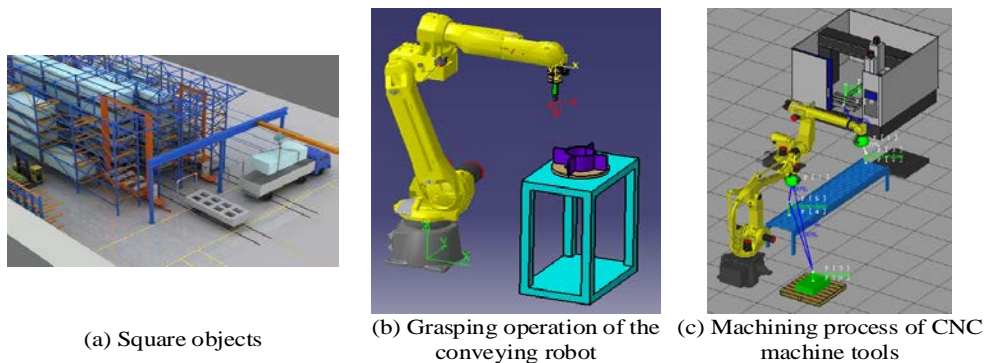 (a) Square objects
(b) Grasping operation of the
conveying robot
(c) Machining process of CNC
machine tools